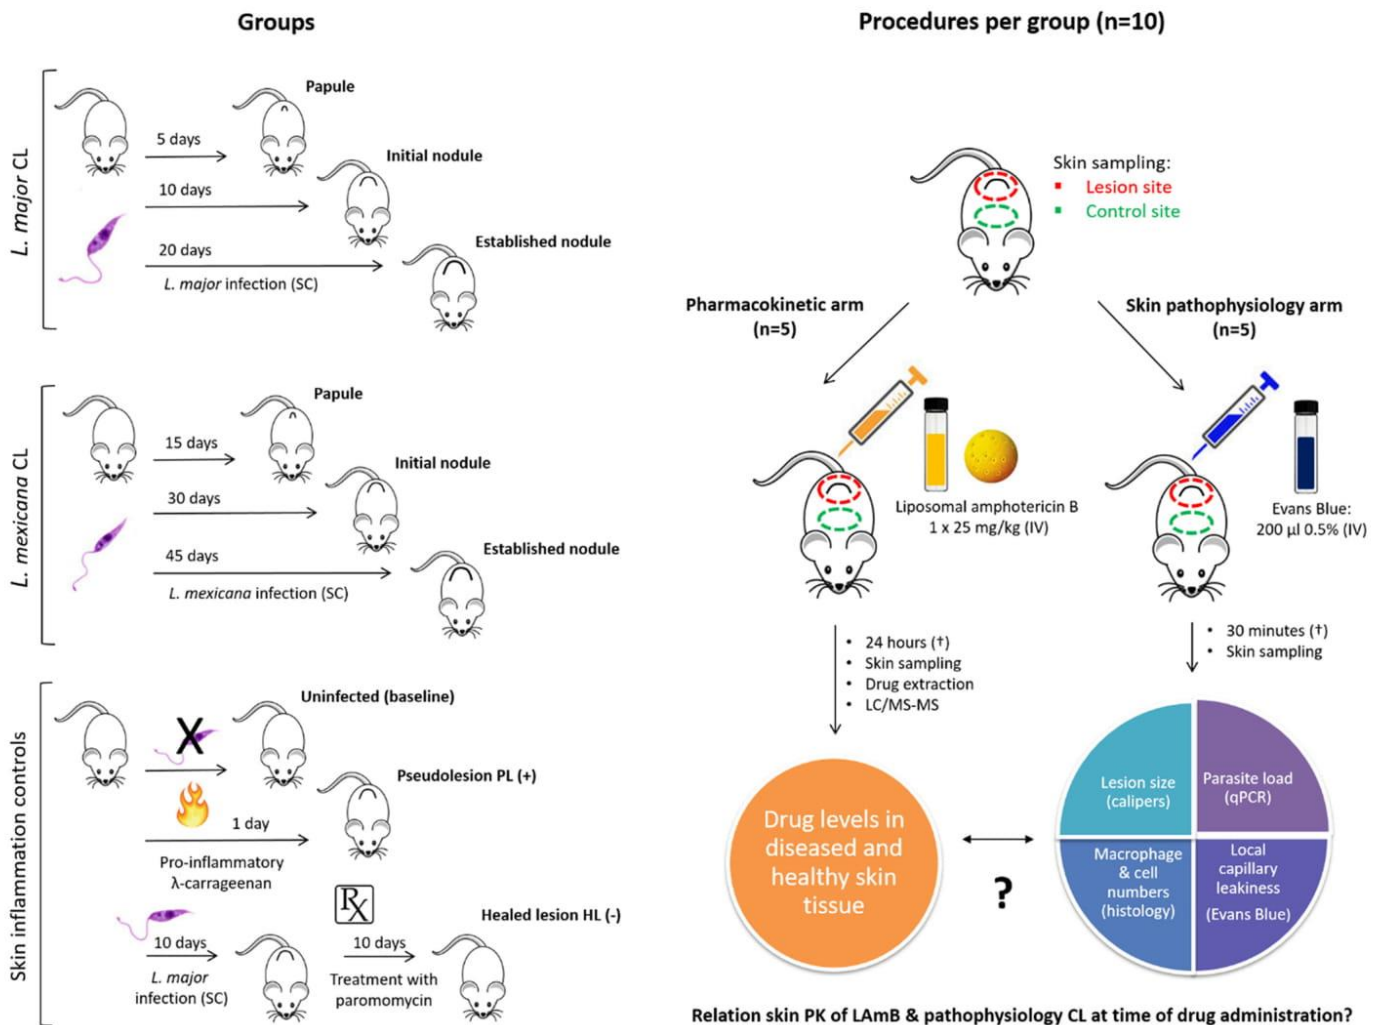 Groups
L. major CL
5 days
Papule
10 days
Initial nodule
20 days
Established nodule
L. major infection (SC)
L. mexicana CL
15 days
Papule
30 days
Initial nodule
45 days
Established nodule
L. mexicana infection (SC)
Skin inflammation controls
X
Uninfected (baseline)
1 day
Pseudolesion PL (+)
Pro-inflammatory
λ-carrageenan
10 days
L. major
infection (SC)
Rx
10 days
Treatment with
paromomycin
Healed lesion HL (-)
Procedures per group (n=10)
Skin sampling:
Lesion site
Control site
Pharmacokinetic arm
(n=5)
Skin pathophysiology arm
(n=5)
Liposomal amphotericin B
1 x 25 mg/kg (IV)
Evans Blue:
200 µl 0.5% (IV)
• 24 hours (†)
• Skin sampling
• Drug extraction
• LC/MS-MS
• 30 minutes (†)
• Skin sampling
Drug levels in
diseased and
healthy skin
tissue
?
Lesion size
(calipers)
Parasite load
(qPCR)
Macrophage
& cell
numbers
(histology)
Local
capillary
leakiness
(Evans Blue)
Relation skin PK of LAmB & pathophysiology CL at time of drug administration?